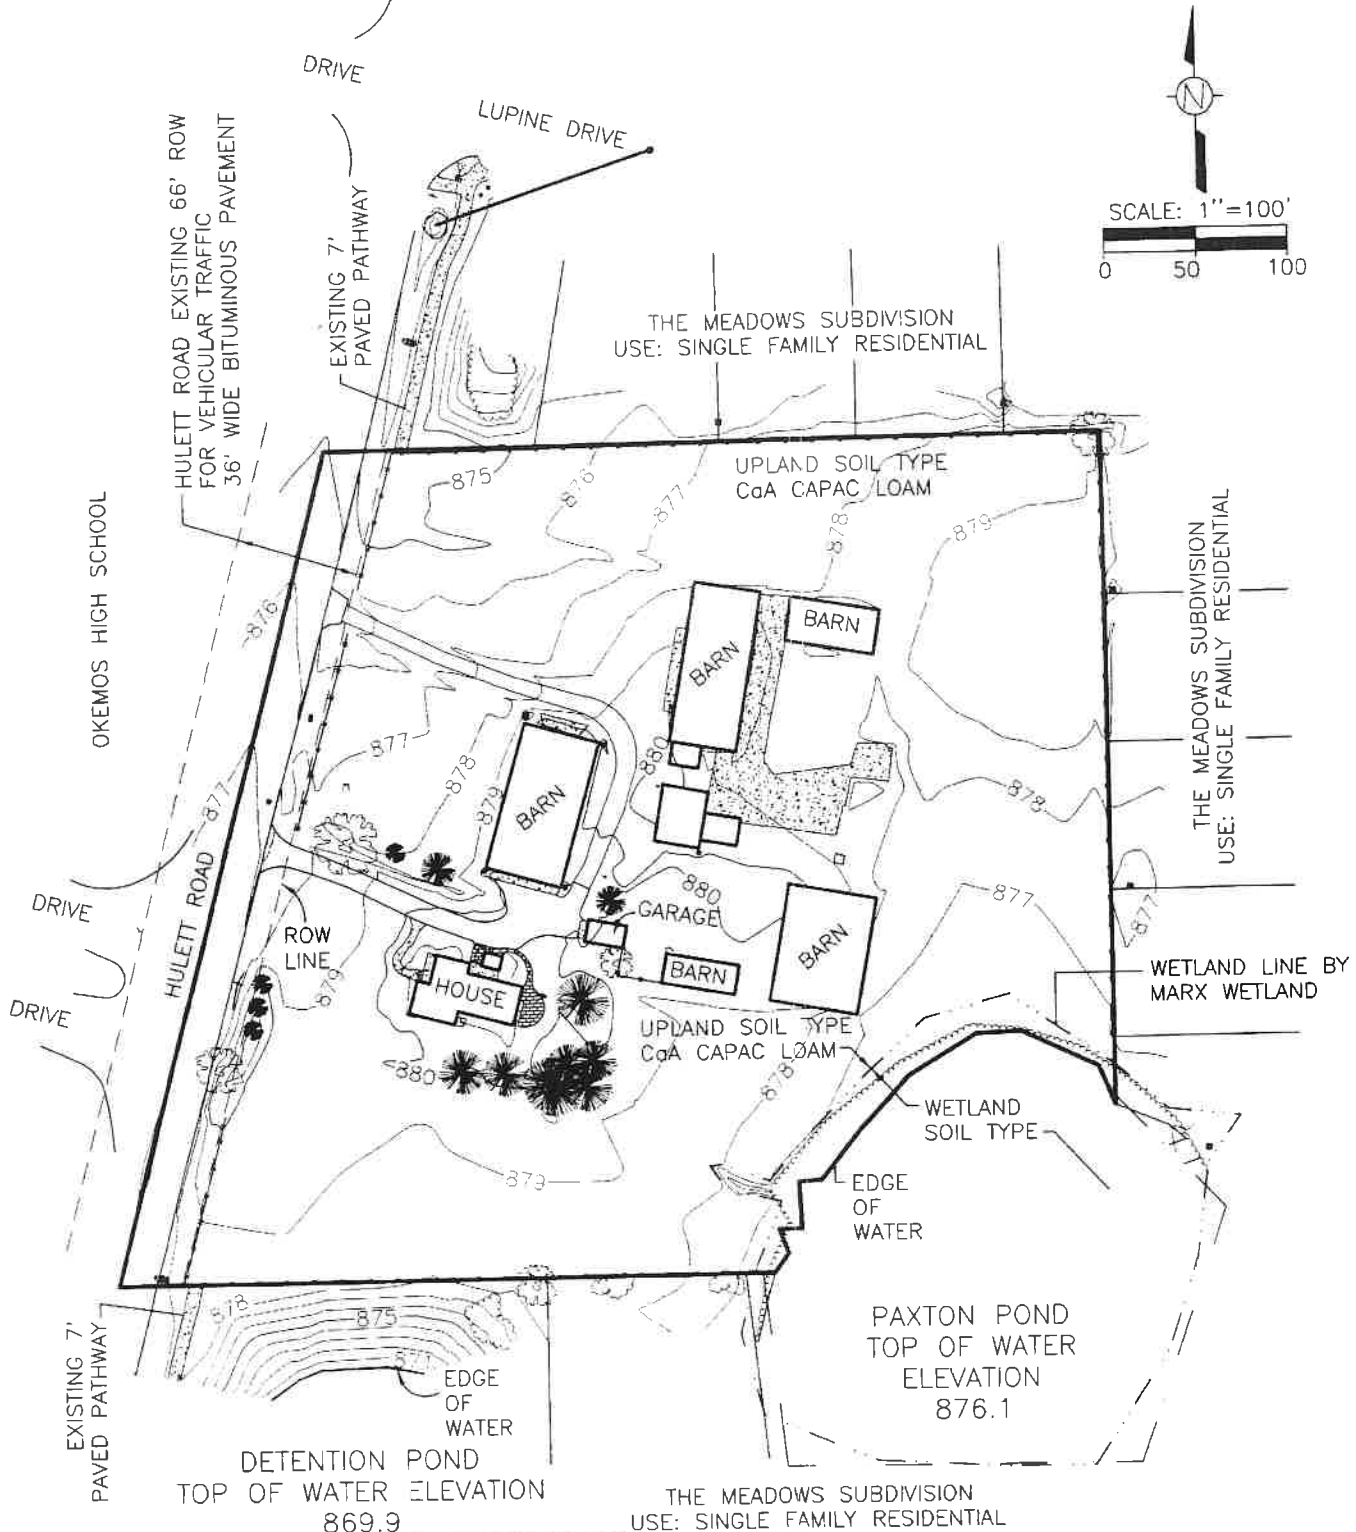 DRIVE
LUPINE DRIVE
N
SCALE: 1"=100'
0 50 100
HULETT ROAD EXISTING 66' ROW
FOR VEHICULAR TRAFFIC
36' WIDE BITUMINOUS PAVEMENT
EXISTING 7'
PAVED PATHWAY
THE MEADOWS SUBDIVISION
USE: SINGLE FAMILY RESIDENTIAL
UPLAND SOIL TYPE
CaA CAPAC LOAM
875
876
877
878
879
OKEMOS HIGH SCHOOL
876
THE MEADOWS SUBDIVISION
USE: SINGLE FAMILY RESIDENTIAL
BARN
BARN
877
878
879
880
BARN
878
877
HULETT ROAD
DRIVE
ROW
LINE
879
880
GARAGE
877
877
BARN
BARN
HOUSE
WETLAND LINE BY
MARX WETLAND
DRIVE
UPLAND SOIL TYPE
CaA CAPAC LOAM
880
878
WETLAND
SOIL TYPE
879
EDGE
OF
WATER
878
875
EXISTING 7'
PAVED PATHWAY
EDGE
OF
WATER
PAXTON POND
TOP OF WATER
ELEVATION
876.1
DETENTION POND
TOP OF WATER ELEVATION
869.9
THE MEADOWS SUBDIVISION
USE: SINGLE FAMILY RESIDENTIAL